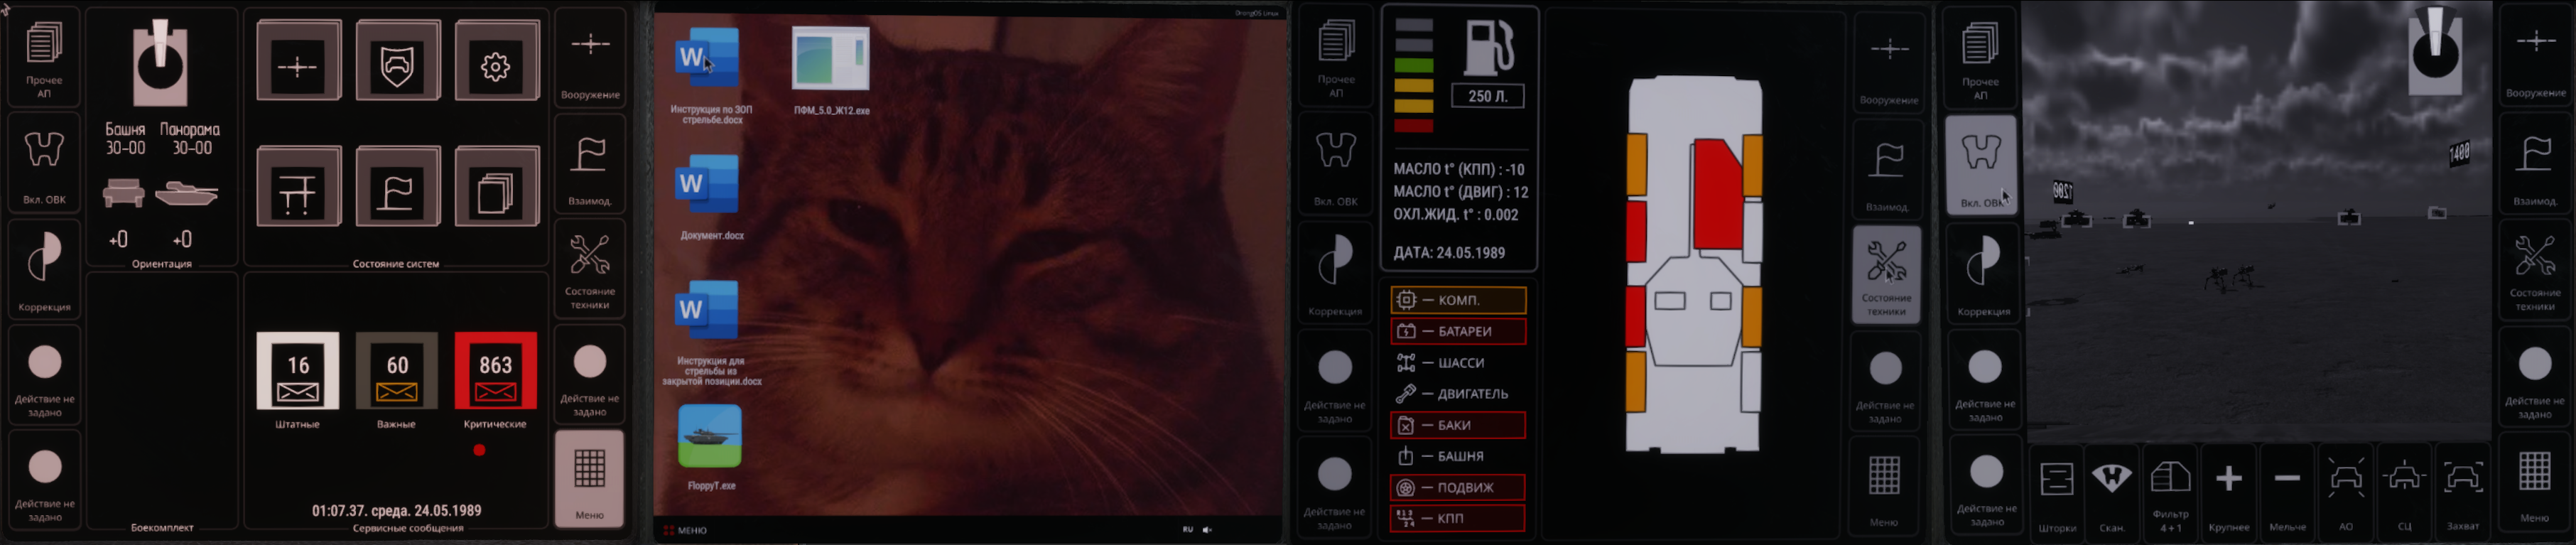 Прочее
АП
Вкл. ОВК
Коррекция
Действие не
задано
Действие не
задано
Башня Панорама
30-00 30-00
+0 +0
Ориентация
Боекомплект
Состояние систем
16 60 863
Штатные Важные Критические
01:07.37. среда. 24.05.1989
Сервисные сообщения
Вооружение
Взаимод.
Состояние
техники
Действие не
задано
Меню
OrangOS Linux
W
Инструкция по ЗОП
стрельбе.docx
ПФМ_5.0_Ж12.exe
W
Документ.docx
W
Инструкция для
стрельбы из
закрытой позиции.docx
FloppyT.exe
МЕНЮ
RU
Прочее
АП
Вкл. ОВК
Коррекция
Действие не
задано
Действие не
задано
250 Л.
МАСЛО t° (КПП) : -10
МАСЛО t° (ДВИГ) : 12
ОХЛ.ЖИД. t° : 0.002
ДАТА: 24.05.1989
— КОМП.
— БАТАРЕИ
— ШАССИ
— ДВИГАТЕЛЬ
— БАКИ
— БАШНЯ
— ПОДВИЖ
R 1 3
2 4
— КПП
Вооружение
Взаимод.
Состояние
техники
Действие не
задано
Меню
Прочее
АП
Вкл. ОВК
Коррекция
Действие не
задано
Действие не
задано
1200
1400
Шторки
Скан.
Фильтр
4+1
Крупнее
Мельче
АО
СЦ
Захват
Вооружение
Взаимод.
Состояние
техники
Действие не
задано
Меню